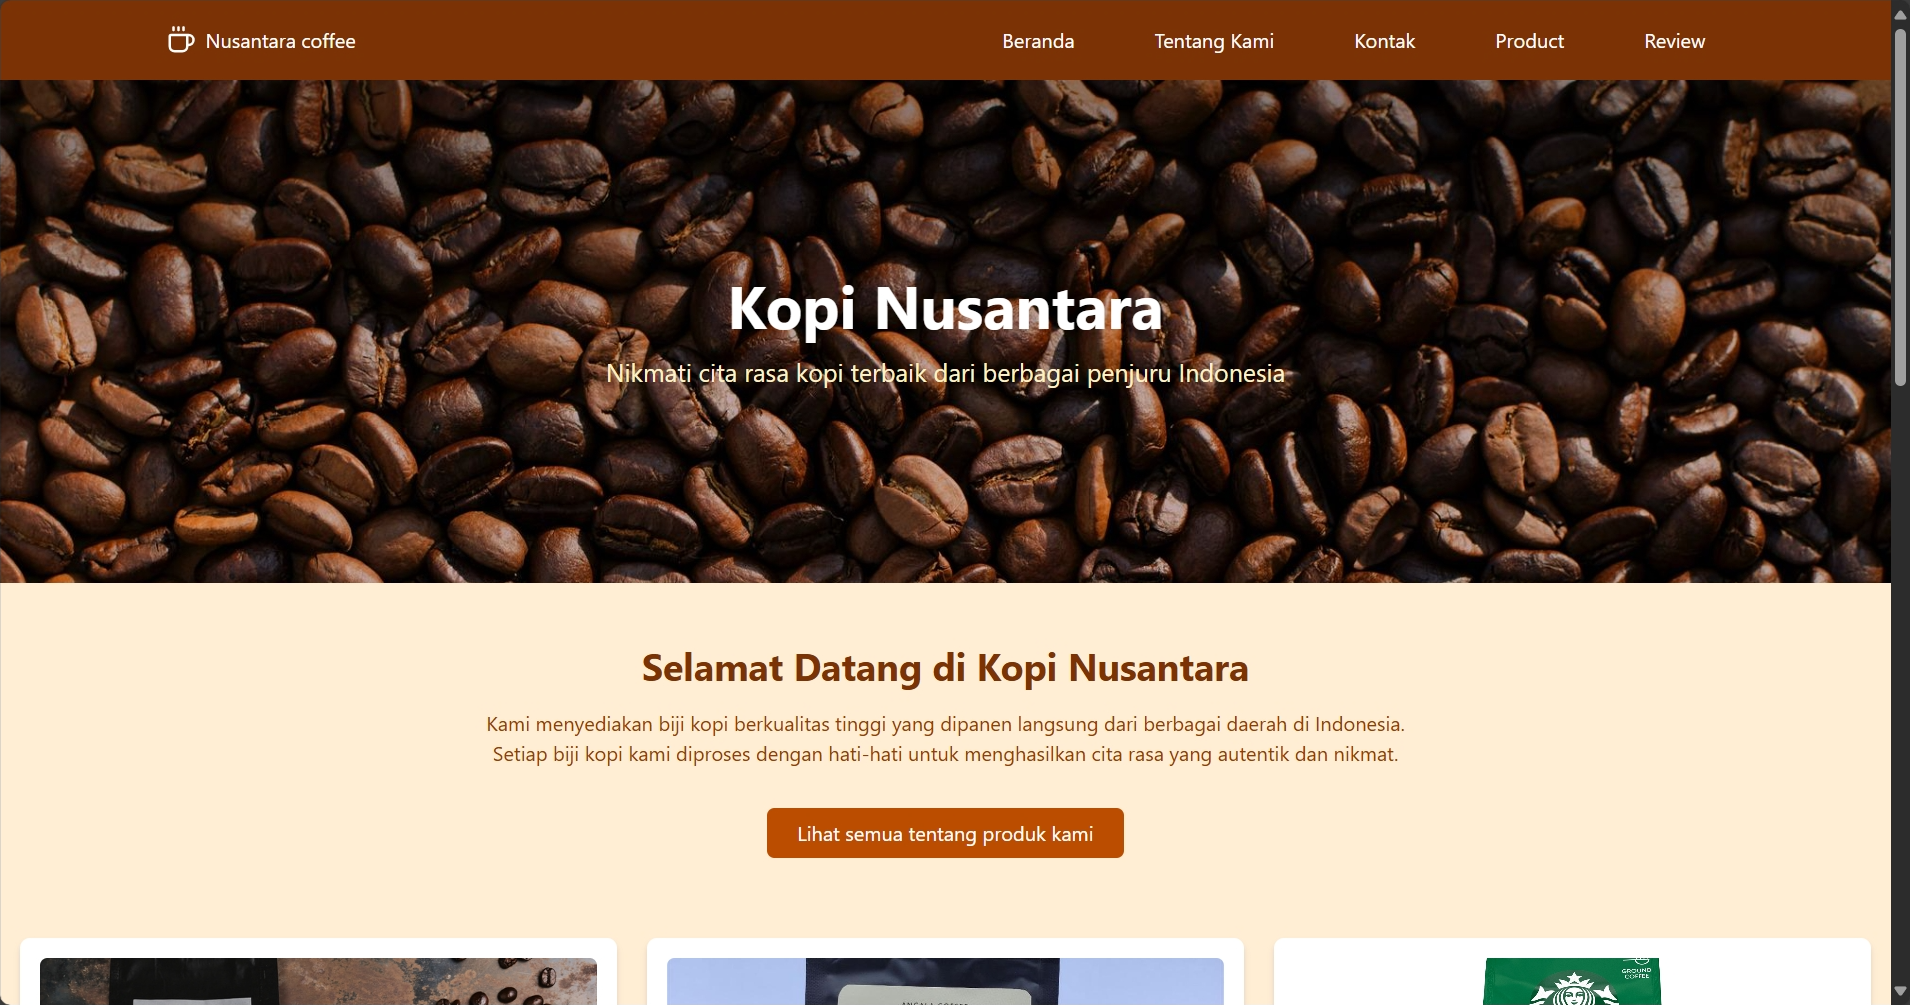 Nusantara coffee
Beranda
Tentang Kami
Kontak
Product
Review
Kopi Nusantara
Nikmati cita rasa kopi terbaik dari berbagai penjuru Indonesia
Selamat Datang di Kopi Nusantara
Kami menyediakan biji kopi berkualitas tinggi yang dipanen langsung dari berbagai daerah di Indonesia.
Setiap biji kopi kami diproses dengan hati-hati untuk menghasilkan cita rasa yang autentik dan nikmat.
Lihat semua tentang produk kami
GROUND
COFFEE